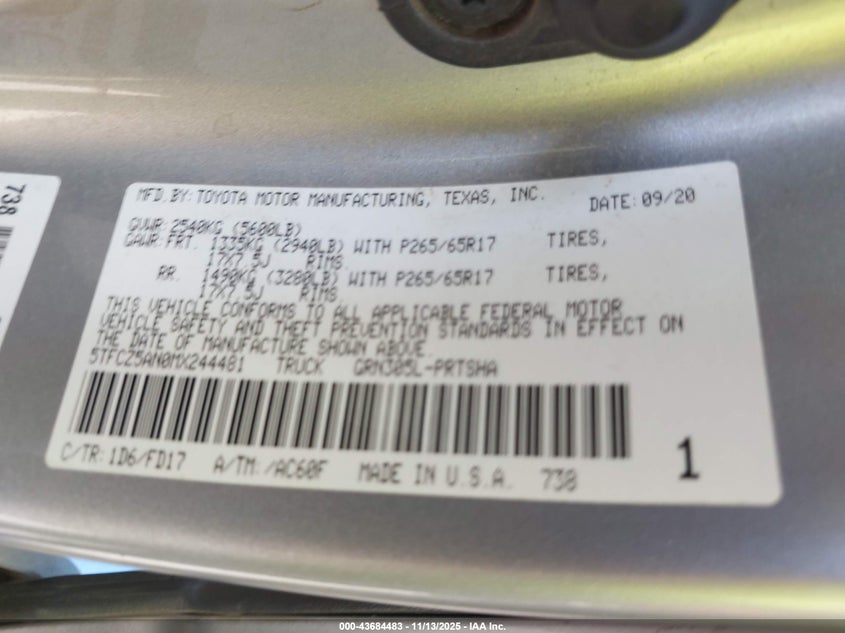 MFD.BY: TOYOTA MOTOR MANUFACTURING, TEXAS, INC. DATE: 09/20
GVWR: 2540KG (5600LB)
GAWR: FRT. 1335KG (2940LB) WITH P265/65R17 TIRES,
17X7.5J RIMS
RR. 1490KG (3280LB) WITH P265/65R17 TIRES,
17X7.5J RIMS
THIS VEHICLE CONFORMS TO ALL APPLICABLE FEDERAL MOTOR
VEHICLE SAFETY AND THEFT PREVENTION STANDARDS IN EFFECT ON
THE DATE OF MANUFACTURE SHOWN ABOVE.
5TFCZ5AN0MX244481 TRUCK GRN305L-PRTSHA
C/TR: 1D6/FD17 A/TM: /AC60F MADE IN U.S.A. 738
1
738
000-43684483 - 11/13/2025 - IAA Inc.